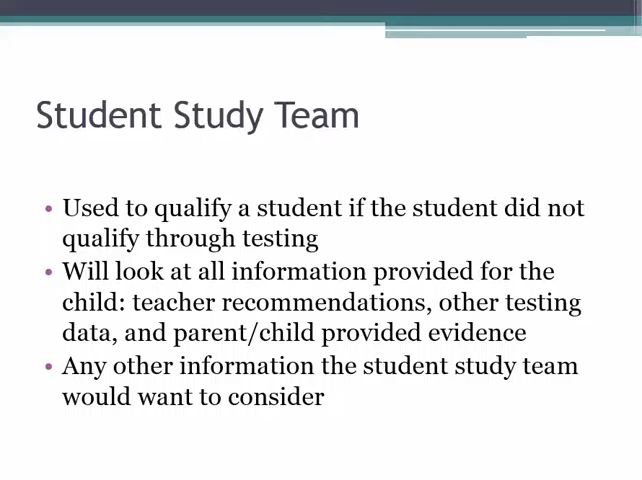 Student Study Team
• Used to qualify a student if the student did not
qualify through testing
• Will look at all information provided for the
child: teacher recommendations, other testing
data, and parent/child provided evidence
• Any other information the student study team
would want to consider